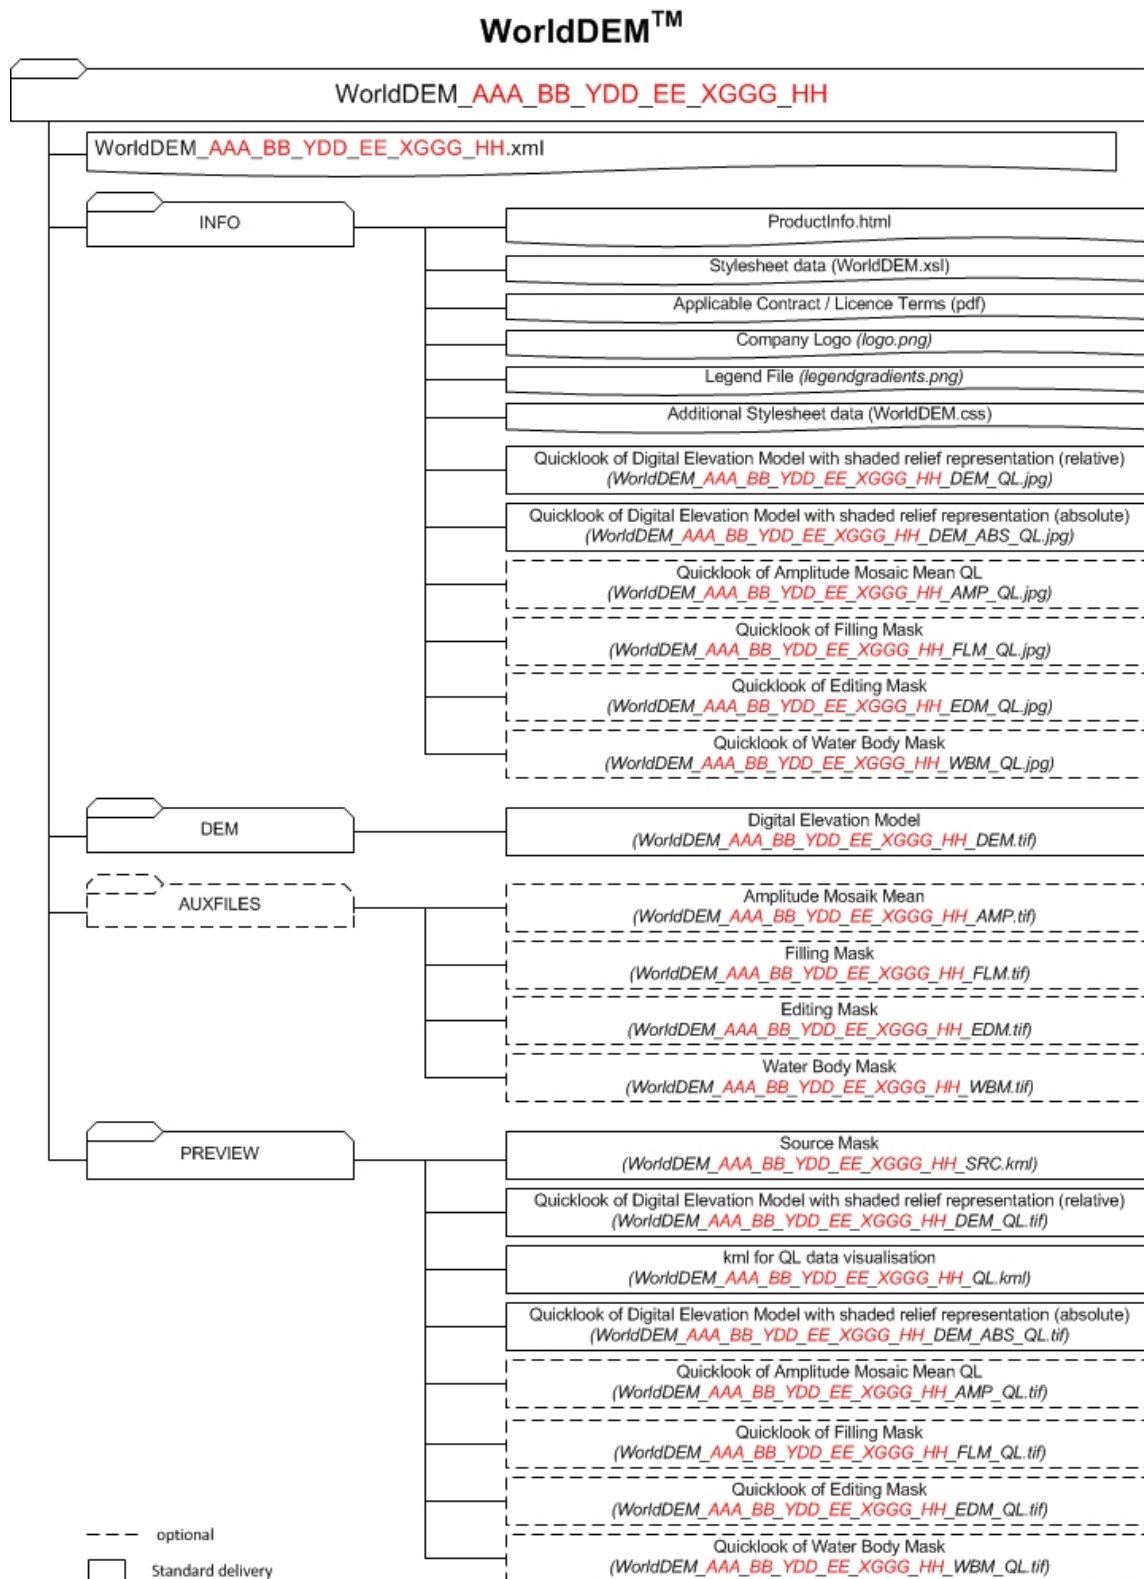 WorldDEM™
WorldDEM_AAA_BB_YDD_EE_XGGG_HH
WorldDEM_AAA_BB_YDD_EE_XGGG_HH.xml
INFO
ProductInfo.html
Stylesheet data (WorldDEM.xsl)
Applicable Contract / Licence Terms (pdf)
Company Logo (logo.png)
Legend File (legendgradients.png)
Additional Stylesheet data (WorldDEM.css)
Quicklook of Digital Elevation Model with shaded relief representation (relative)
(WorldDEM_AAA_BB_YDD_EE_XGGG_HH_DEM_QL.jpg)
Quicklook of Digital Elevation Model with shaded relief representation (absolute)
(WorldDEM_AAA_BB_YDD_EE_XGGG_HH_DEM_ABS_QL.jpg)
Quicklook of Amplitude Mosaic Mean QL
(WorldDEM_AAA_BB_YDD_EE_XGGG_HH_AMP_QL.jpg)
Quicklook of Filling Mask
(WorldDEM_AAA_BB_YDD_EE_XGGG_HH_FLM_QL.jpg)
Quicklook of Editing Mask
(WorldDEM_AAA_BB_YDD_EE_XGGG_HH_EDM_QL.jpg)
Quicklook of Water Body Mask
(WorldDEM_AAA_BB_YDD_EE_XGGG_HH_WBM_QL.jpg)
DEM
Digital Elevation Model
(WorldDEM_AAA_BB_YDD_EE_XGGG_HH_DEM.tif)
AUXFILES
Amplitude Mosaik Mean
(WorldDEM_AAA_BB_YDD_EE_XGGG_HH_AMP.tif)
Filling Mask
(WorldDEM_AAA_BB_YDD_EE_XGGG_HH_FLM.tif)
Editing Mask
(WorldDEM_AAA_BB_YDD_EE_XGGG_HH_EDM.tif)
Water Body Mask
(WorldDEM_AAA_BB_YDD_EE_XGGG_HH_WBM.tif)
PREVIEW
Source Mask
(WorldDEM_AAA_BB_YDD_EE_XGGG_HH_SRC.kml)
Quicklook of Digital Elevation Model with shaded relief representation (relative)
(WorldDEM_AAA_BB_YDD_EE_XGGG_HH_DEM_QL.tif)
kml for QL data visualisation
(WorldDEM_AAA_BB_YDD_EE_XGGG_HH_QL.kml)
Quicklook of Digital Elevation Model with shaded relief representation (absolute)
(WorldDEM_AAA_BB_YDD_EE_XGGG_HH_DEM_ABS_QL.tif)
Quicklook of Amplitude Mosaic Mean QL
(WorldDEM_AAA_BB_YDD_EE_XGGG_HH_AMP_QL.tif)
Quicklook of Filling Mask
(WorldDEM_AAA_BB_YDD_EE_XGGG_HH_FLM_QL.tif)
Quicklook of Editing Mask
(WorldDEM_AAA_BB_YDD_EE_XGGG_HH_EDM_QL.tif)
Quicklook of Water Body Mask
(WorldDEM_AAA_BB_YDD_EE_XGGG_HH_WBM_QL.tif)
optional
Standard delivery